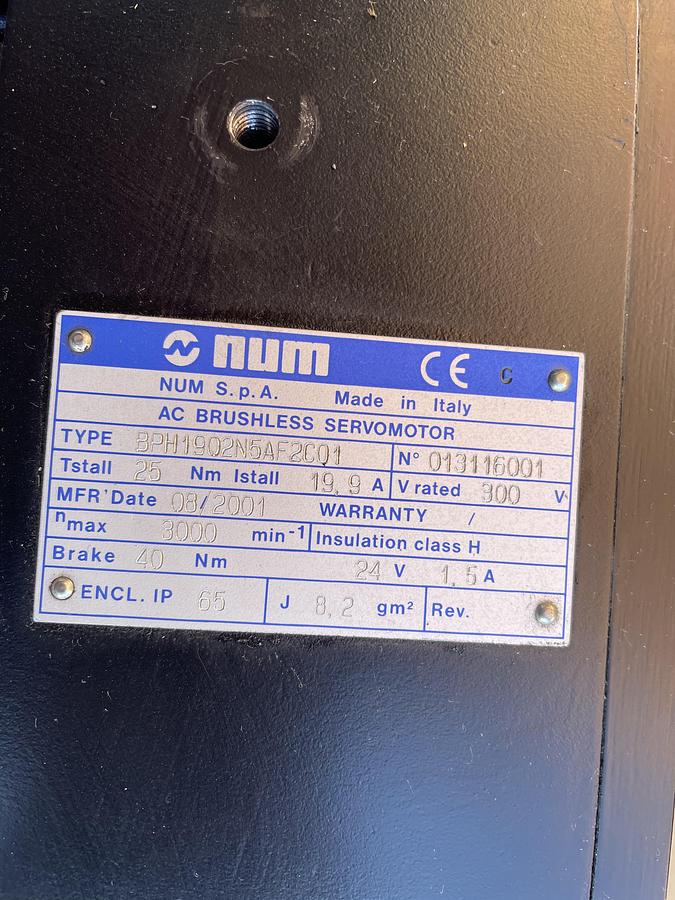 num CE C
NUM S.p.A. Made in Italy
AC BRUSHLESS SERVOMOTOR
TYPE BPH1902N5AF2C01 N° 013116001
Tstall 25 Nm Istall 19,9 A V rated 300 V
MFR'Date 08/2001 WARRANTY /
nmax 3000 min-1 Insulation class H
Brake 40 Nm 24 V 1,5 A
ENCL. IP 65 J 8,2 gm² Rev.